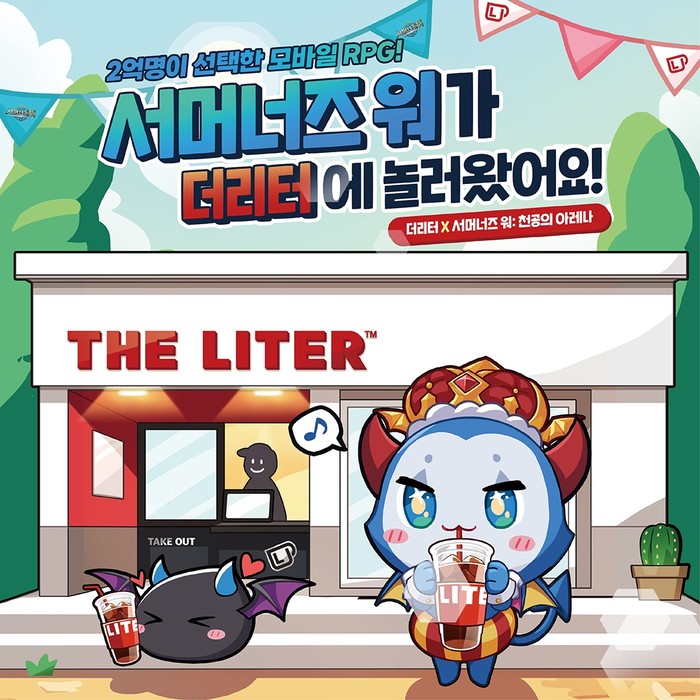 2억명이 선택한 모바일 RPG!
서머너즈 워가
더리터에 놀러왔어요!
더리터 X 서머너즈 워: 천공의 아레나
THE LITER™
TAKE OUT
LITE
LITE